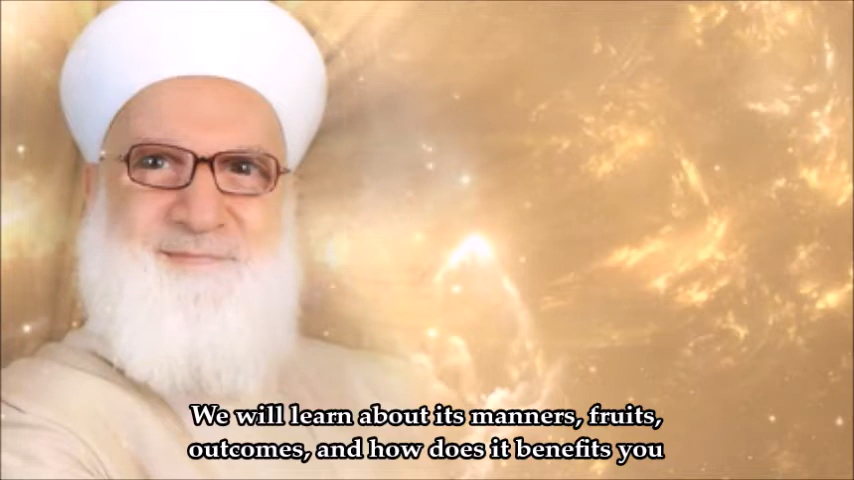 We will learn about its manners, fruits,
outcomes, and how does it benefits you